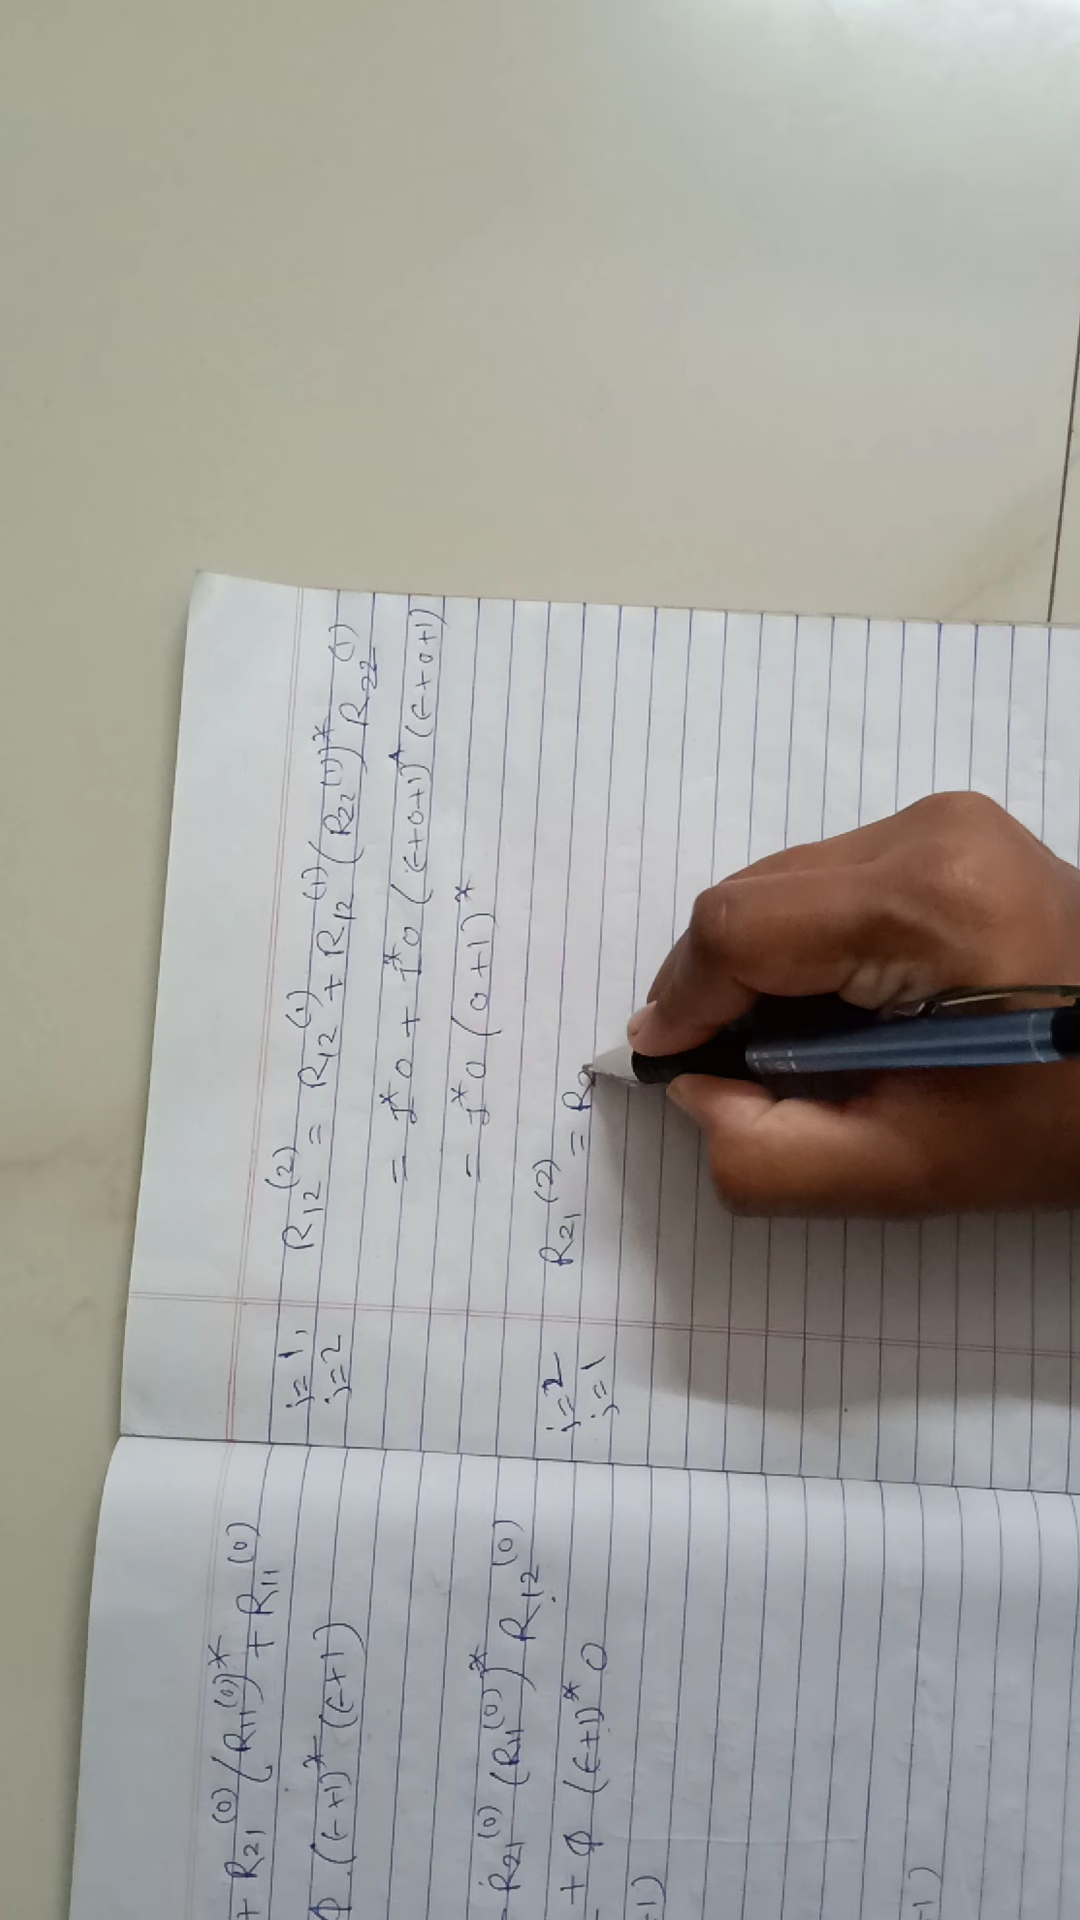 + R₂₁⁽⁰⁾ (R₁₁⁽⁰⁾)* + R₁₁⁽⁰⁾
ϕ . (ϵ+1)* (ϵ+1)
R₂₁⁽⁰⁾ (R₁₁⁽⁰⁾)* R₁₂⁽⁰⁾
+ ϕ (ϵ+1)* 0
i=1, R₁₂⁽²⁾ = R₁₂⁽¹⁾ + R₁₂⁽¹⁾ (R₂₂⁽¹⁾)* R₂₂⁽¹⁾
j=2
= 1*0 + 1*0 (ϵ+0+1)* (ϵ+0+1)
= 1*0 (0+1)*
i=2 R₂₁⁽²⁾ = R₂
j=1